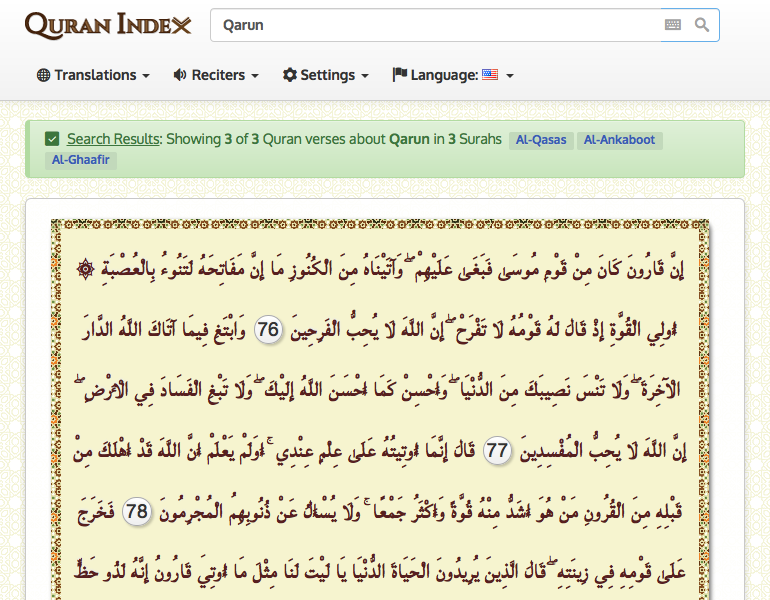 QURAN INDEX
Qarun
Translations Reciters Settings Language:
Search Results: Showing 3 of 3 Quran verses about Qarun in 3 Surahs Al-Qasas Al-Ankaboot
Al-Ghaafir
إِنَّ قَارُونَ كَانَ مِنْ قَوْمِ مُوسَىٰ فَبَغَىٰ عَلَيْهِمْ ۖ وَآتَيْنَاهُ مِنَ الْكُنُوزِ مَا إِنَّ مَفَاتِحَهُ لَتَنُوءُ بِالْعُصْبَةِ ۞
أُولِي الْقُوَّةِ إِذْ قَالَ لَهُ قَوْمُهُ لَا تَفْرَحْ ۖ إِنَّ اللَّهَ لَا يُحِبُّ الْفَرِحِينَ 76 وَابْتَغِ فِيمَا آتَاكَ اللَّهُ الدَّارَ
الْآخِرَةَ ۖ وَلَا تَنْسَ نَصِيبَكَ مِنَ الدُّنْيَا ۖ وَأَحْسِنْ كَمَا أَحْسَنَ اللَّهُ إِلَيْكَ ۖ وَلَا تَبْغِ الْفَسَادَ فِي الْأَرْضِ ۖ
إِنَّ اللَّهَ لَا يُحِبُّ الْمُفْسِدِينَ 77 قَالَ إِنَّمَا أُوتِيتُهُ عَلَىٰ عِلْمٍ عِنْدِي ۚ أَوَلَمْ يَعْلَمْ أَنَّ اللَّهَ قَدْ أَهْلَكَ مِنْ
قَبْلِهِ مِنَ الْقُرُونِ مَنْ هُوَ أَشَدُّ مِنْهُ قُوَّةً وَأَكْثَرُ جَمْعًا ۚ وَلَا يُسْأَلُ عَنْ ذُنُوبِهِمُ الْمُجْرِمُونَ 78 فَخَرَجَ
عَلَىٰ قَوْمِهِ فِي زِينَتِهِ ۖ قَالَ الَّذِينَ يُرِيدُونَ الْحَيَاةَ الدُّنْيَا يَا لَيْتَ لَنَا مِثْلَ مَا أُوتِيَ قَارُونُ إِنَّهُ لَذُو حَظٍّ